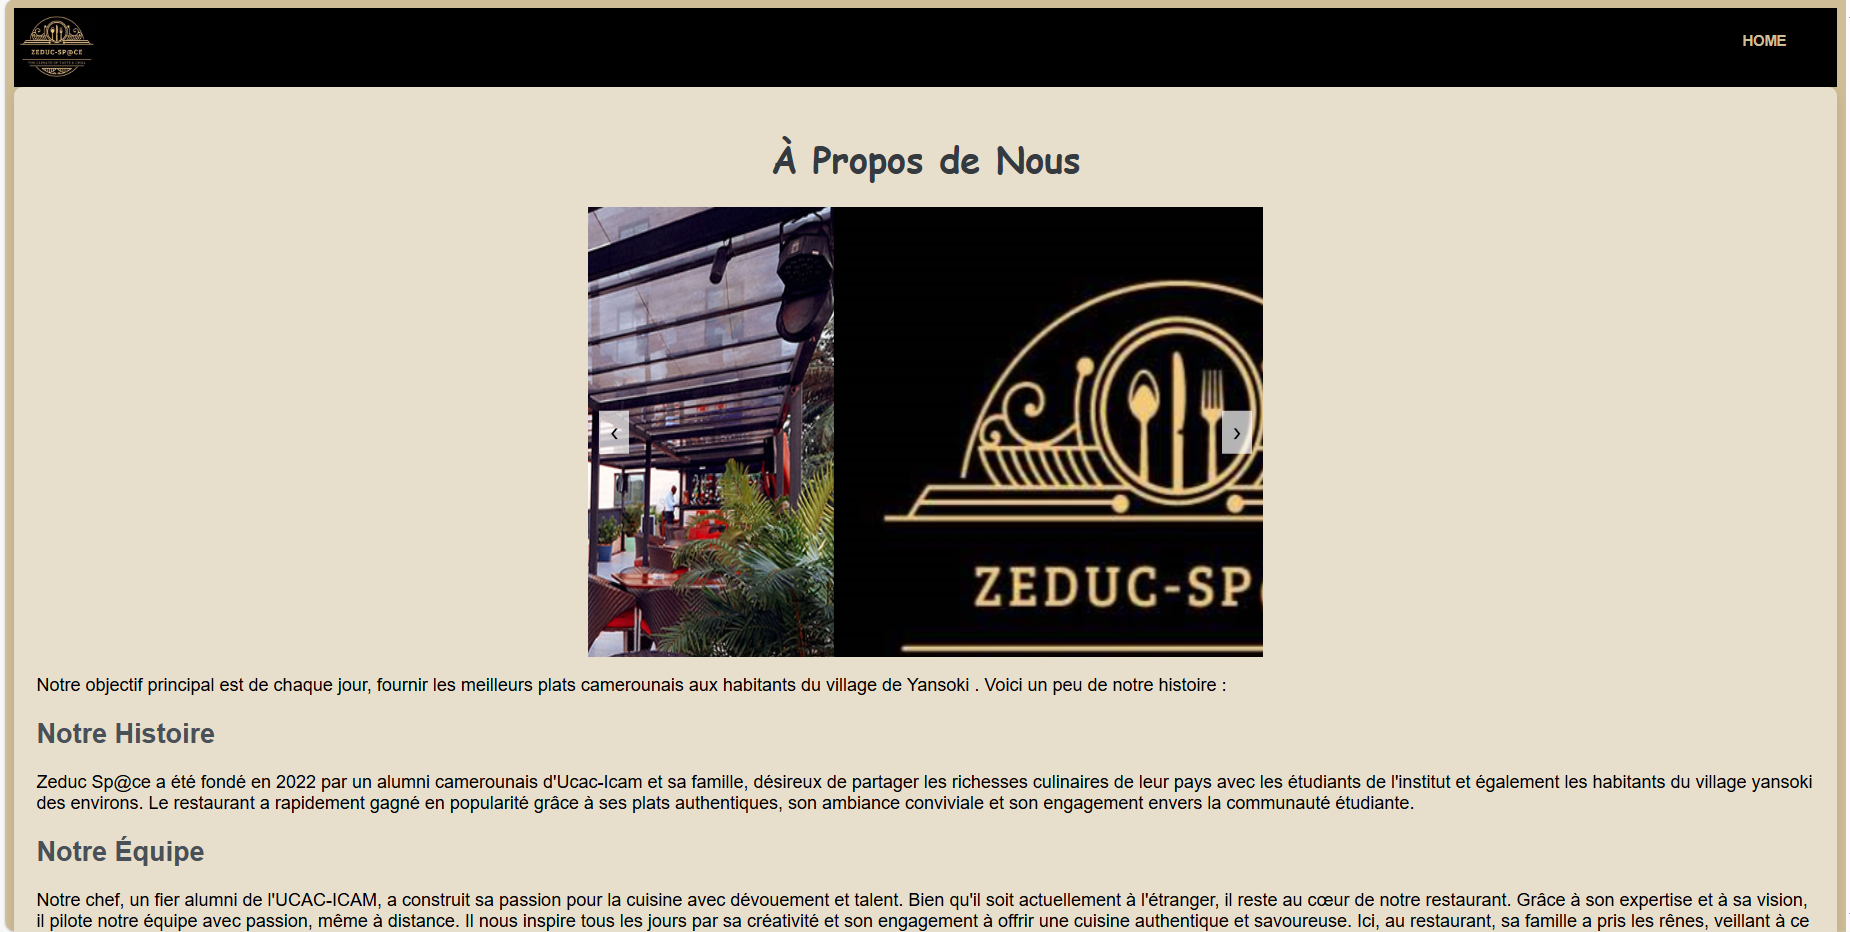 ZEDUC-SP@CE
HOME
À Propos de Nous
‹
›
ZEDUC-SP
Notre objectif principal est de chaque jour, fournir les meilleurs plats camerounais aux habitants du village de Yansoki . Voici un peu de notre histoire :
Notre Histoire
Zeduc Sp@ce a été fondé en 2022 par un alumni camerounais d'Ucac-Icam et sa famille, désireux de partager les richesses culinaires de leur pays avec les étudiants de l'institut et également les habitants du village yansoki
des environs. Le restaurant a rapidement gagné en popularité grâce à ses plats authentiques, son ambiance conviviale et son engagement envers la communauté étudiante.
Notre Équipe
Notre chef, un fier alumni de l'UCAC-ICAM, a construit sa passion pour la cuisine avec dévouement et talent. Bien qu'il soit actuellement à l'étranger, il reste au cœur de notre restaurant. Grâce à son expertise et à sa vision,
il pilote notre équipe avec passion, même à distance. Il nous inspire tous les jours par sa créativité et son engagement à offrir une cuisine authentique et savoureuse. Ici, au restaurant, sa famille a pris les rênes, veillant à ce